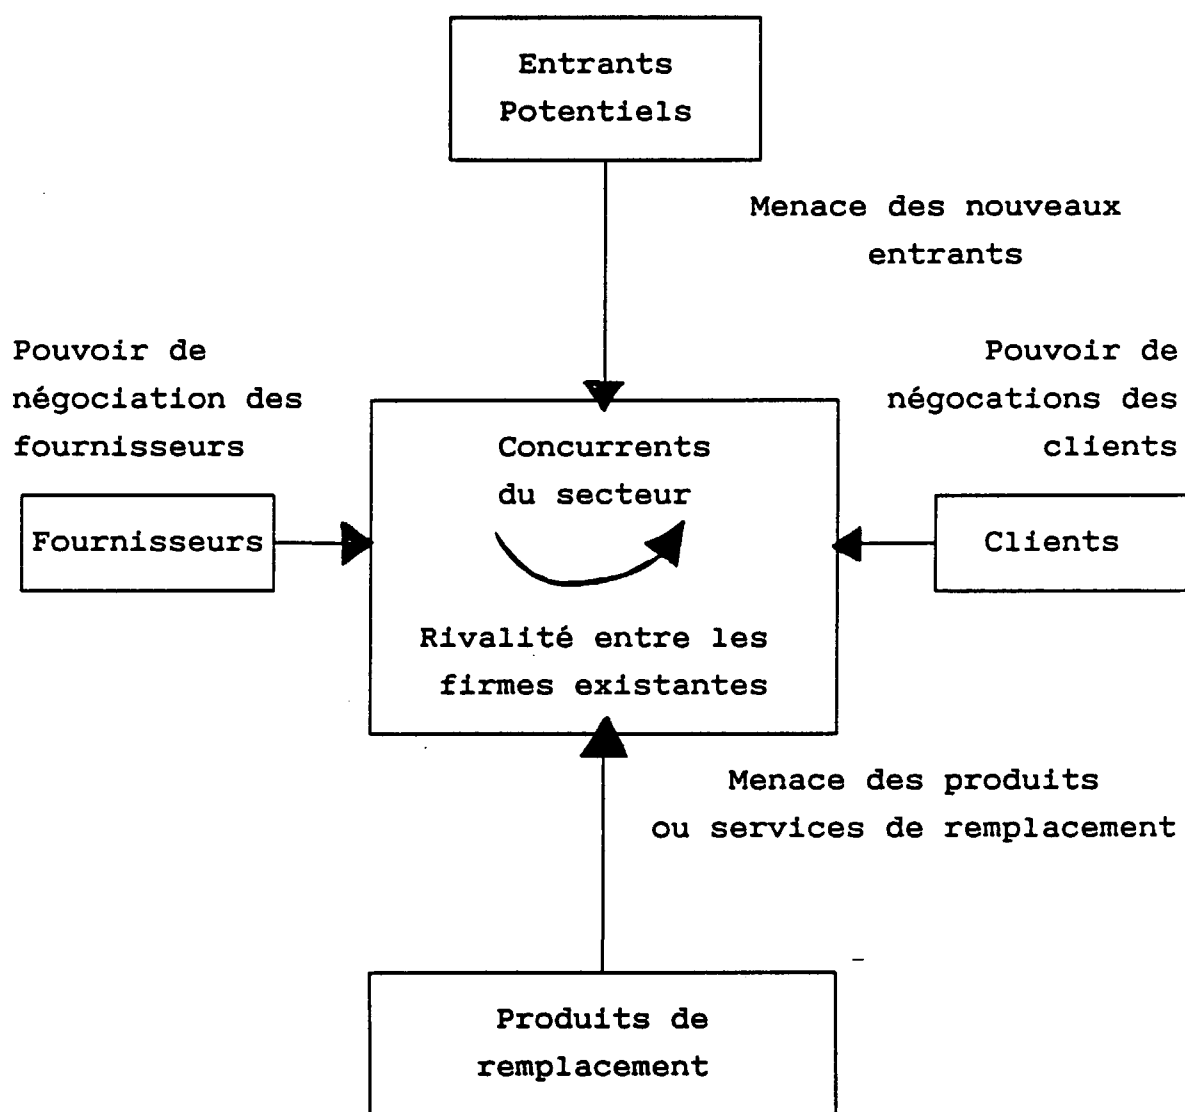 Entrants
Potentiels
Menace des nouveaux
entrants
Pouvoir de
négociation des
fournisseurs
Pouvoir de
négocations des
clients
Fournisseurs
Concurrents
du secteur
Rivalité entre les
firmes existantes
Clients
Menace des produits
ou services de remplacement
Produits de
remplacement